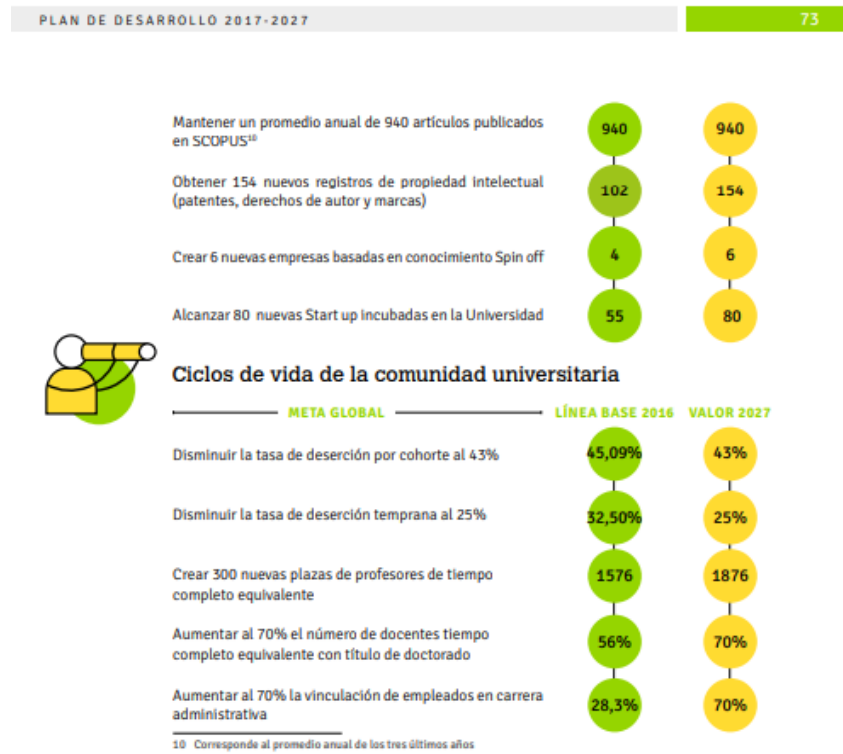 PLAN DE DESARROLLO 2017-2027 73
Mantener un promedio anual de 940 artículos publicados
en SCOPUS¹⁰
940 940
Obtener 154 nuevos registros de propiedad intelectual
(patentes, derechos de autor y marcas)
102 154
Crear 6 nuevas empresas basadas en conocimiento Spin off
4 6
Alcanzar 80 nuevas Start up incubadas en la Universidad
55 80
Ciclos de vida de la comunidad universitaria
META GLOBAL LÍNEA BASE 2016 VALOR 2027
Disminuir la tasa de deserción por cohorte al 43%
45,09% 43%
Disminuir la tasa de deserción temprana al 25%
32,50% 25%
Crear 300 nuevas plazas de profesores de tiempo
completo equivalente
1576 1876
Aumentar al 70% el número de docentes tiempo
completo equivalente con título de doctorado
56% 70%
Aumentar al 70% la vinculación de empleados en carrera
administrativa
28,3% 70%
10 Corresponde al promedio anual de los tres últimos años